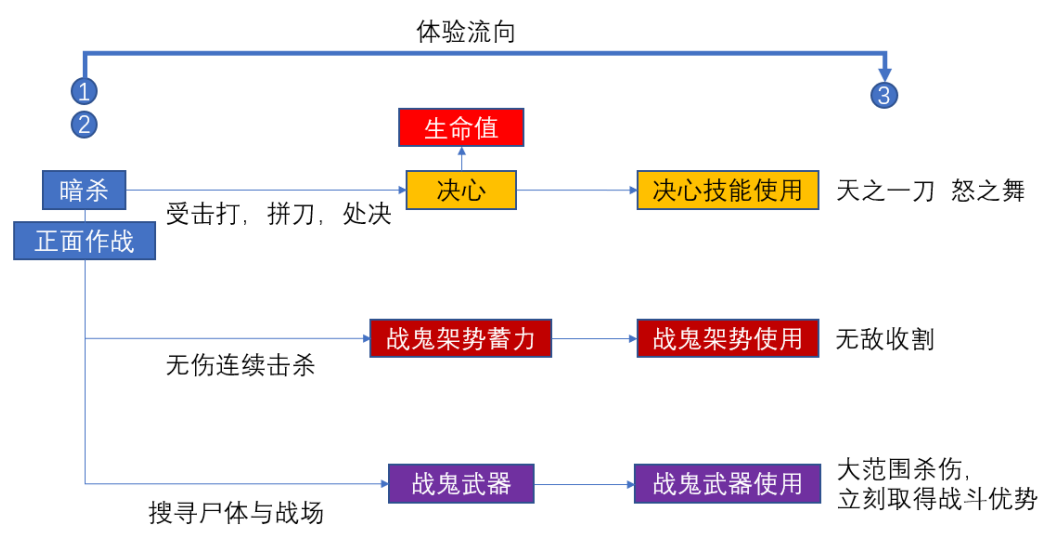 体验流向
1
2
3
生命值
暗杀
决心
决心技能使用
天之一刀 怒之舞
受击打，拼刀，处决
正面作战
战鬼架势蓄力
战鬼架势使用
无敌收割
无伤连续击杀
战鬼武器
战鬼武器使用
大范围杀伤，
立刻取得战斗优势
搜寻尸体与战场